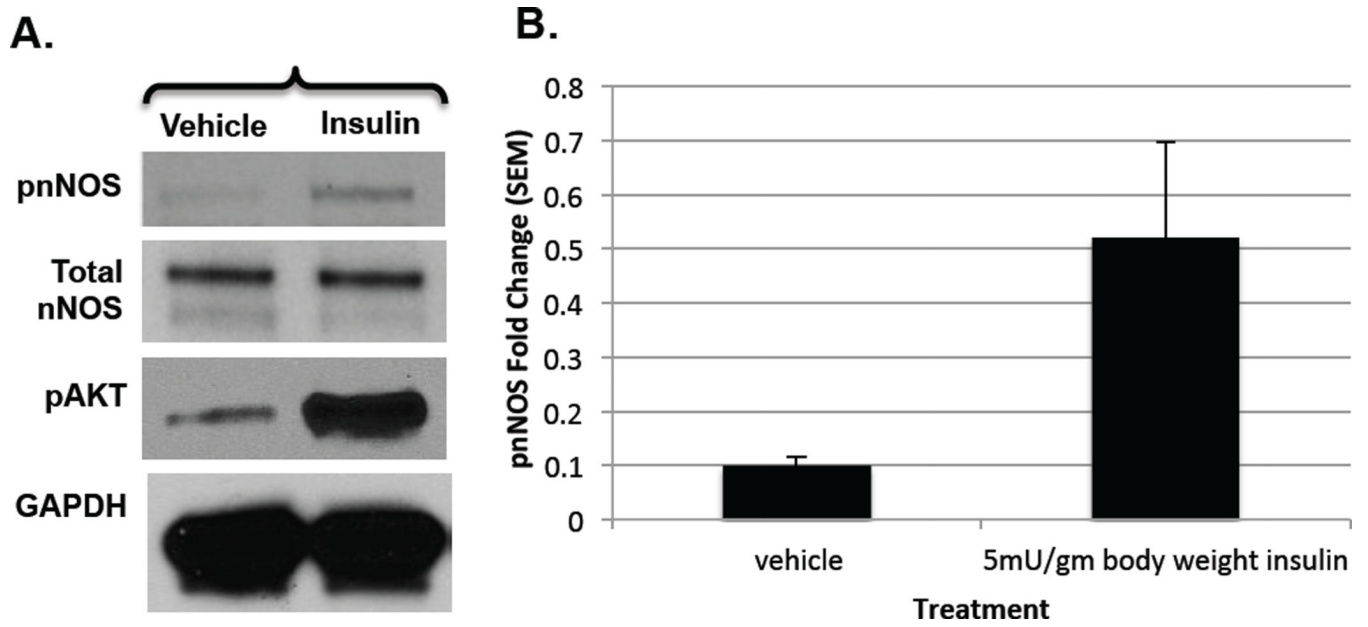 A.
Vehicle Insulin
pnNOS
Total
nNOS
pAKT
GAPDH
B.
pnNOS Fold Change (SEM)
0.8
0.7
0.6
0.5
0.4
0.3
0.2
0.1
0
vehicle 5mU/gm body weight insulin
Treatment